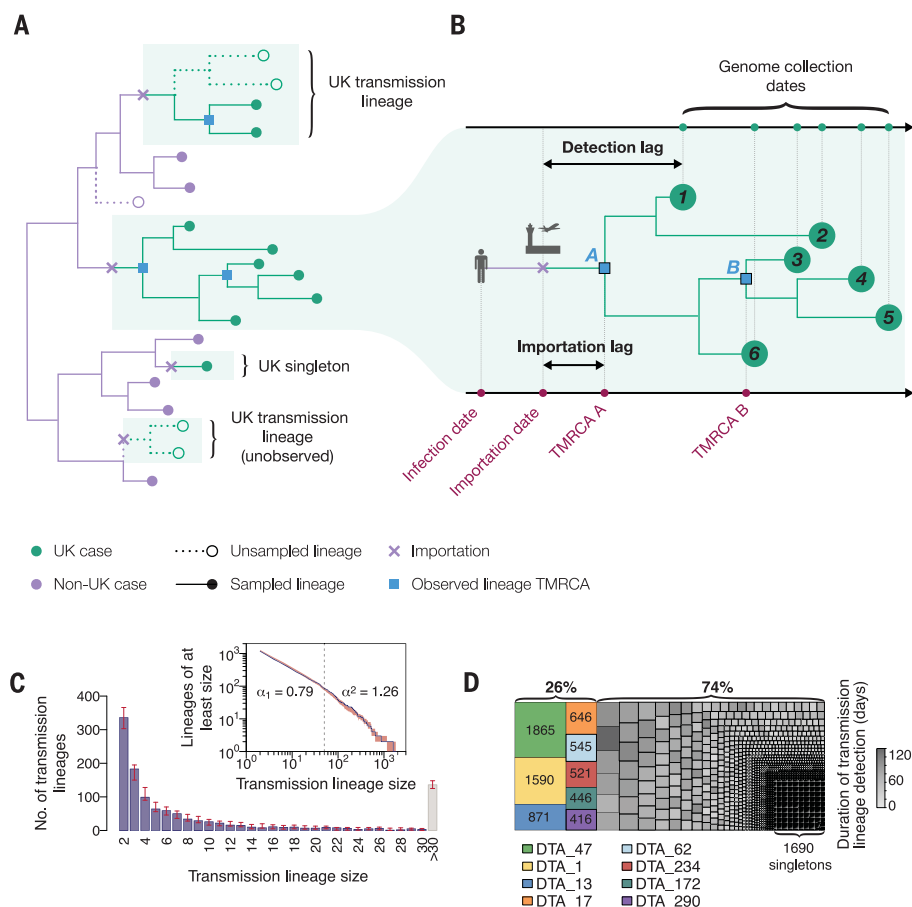 A
UK transmission
lineage
UK singleton
UK transmission
lineage
(unobserved)
B
Genome collection
dates
Detection lag
1
2
A
B
3
4
5
6
Importation lag
Infection date
Importation date
TMRCA A
TMRCA B
UK case
Unsampled lineage
Importation
Non-UK case
Sampled lineage
Observed lineage TMRCA
C
No. of transmission
lineages
400
300
200
100
0
2
4
6
8
10
12
14
16
18
20
22
24
26
28
30
>30
Transmission lineage size
Lineages of at
least size
10³
10²
10¹
10⁰
α₁ = 0.79
α² = 1.26
10⁰ 10¹ 10² 10³
Transmission lineage size
D
26%
74%
1865
646
545
1590
521
446
871
416
1690
singletons
Duration of transmission
lineage detection (days)
120
80
40
0
DTA_47
DTA_62
DTA_1
DTA_234
DTA_13
DTA_172
DTA_17
DTA_290